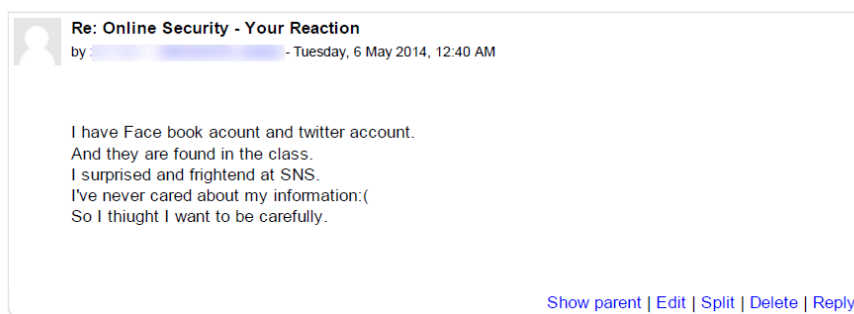 Re: Online Security - Your Reaction
by - Tuesday, 6 May 2014, 12:40 AM
I have Face book acount and twitter account.
And they are found in the class.
I surprised and frightend at SNS.
I've never cared about my information:(
So I thiught I want to be carefully.
Show parent | Edit | Split | Delete | Reply